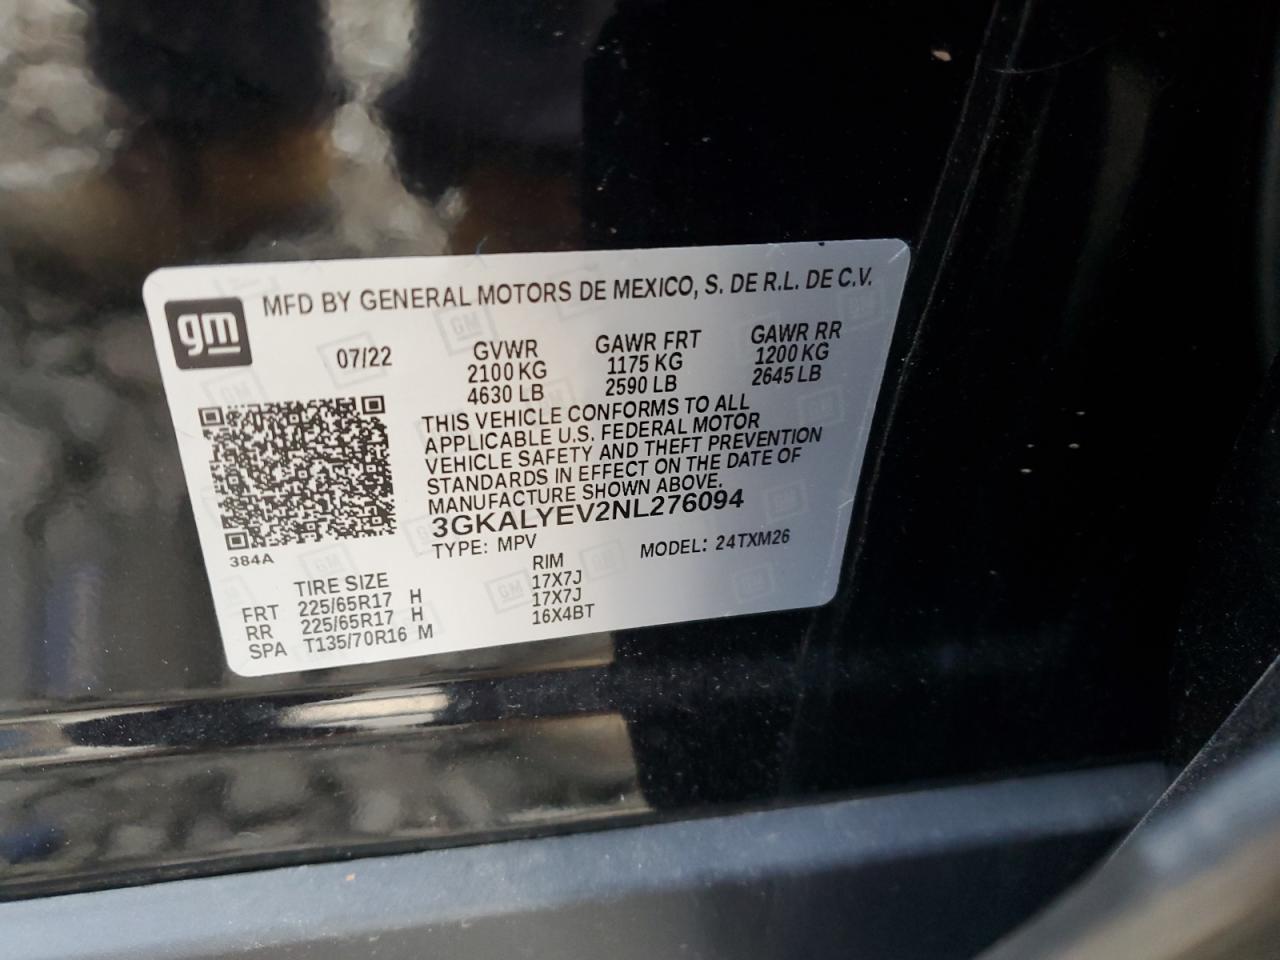 gm MFD BY GENERAL MOTORS DE MEXICO, S. DE R.L. DE C.V.
07/22 GVWR GAWR FRT GAWR RR
2100 KG 1175 KG 1200 KG
4630 LB 2590 LB 2645 LB
THIS VEHICLE CONFORMS TO ALL
APPLICABLE U.S. FEDERAL MOTOR
VEHICLE SAFETY AND THEFT PREVENTION
STANDARDS IN EFFECT ON THE DATE OF
MANUFACTURE SHOWN ABOVE.
3GKALYEV2NL276094
384A TYPE: MPV MODEL: 24TXM26
TIRE SIZE RIM
FRT 225/65R17 H 17X7J
RR 225/65R17 H 17X7J
SPA T135/70R16 M 16X4BT